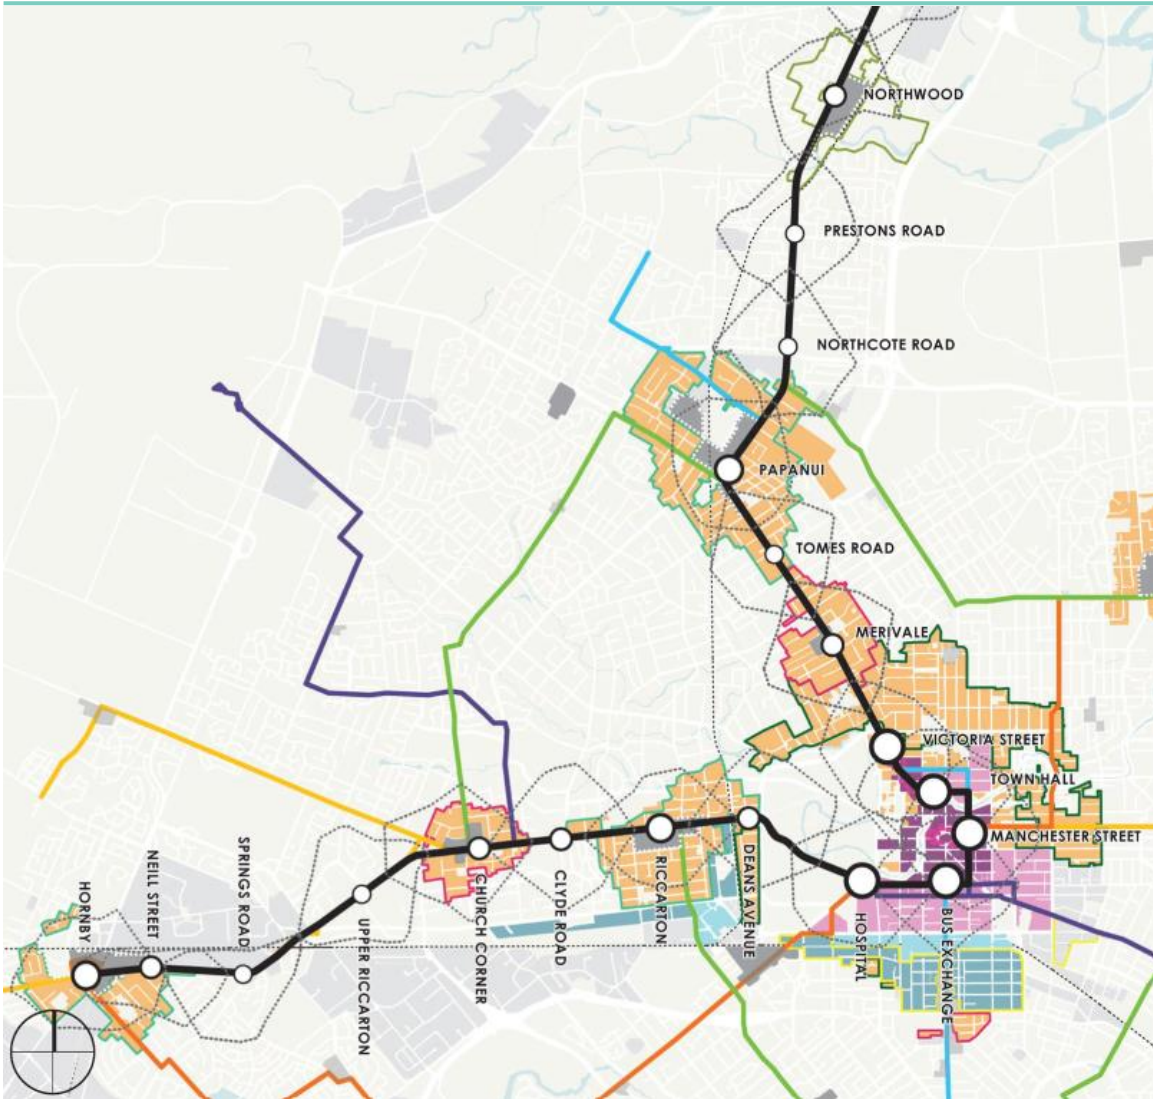 NORTHWOOD
PRESTONS ROAD
NORTHCOTE ROAD
PAPANUI
TOMES ROAD
MERIVALE
VICTORIA STREET
TOWN HALL
MANCHESTER STREET
HORNBY
NEILL STREET
SPRINGS ROAD
UPPER RICCARTON
CHURCH CORNER
CLYDE ROAD
RICCARTON
DEANS AVENUE
HOSPITAL
BUS EXCHANGE